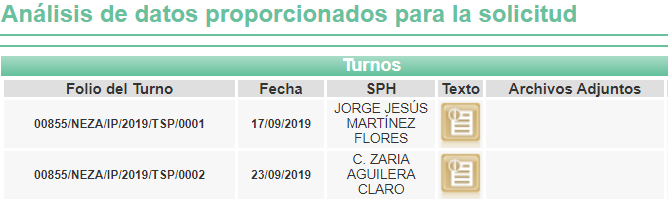 Análisis de datos proporcionados para la solicitud
Turnos
Folio del Turno Fecha SPH Texto Archivos Adjuntos
00855/NEZA/IP/2019/TSP/0001 17/09/2019 JORGE JESÚS
MARTÍNEZ
FLORES
00855/NEZA/IP/2019/TSP/0002 23/09/2019 C. ZARIA
AGUILERA
CLARO